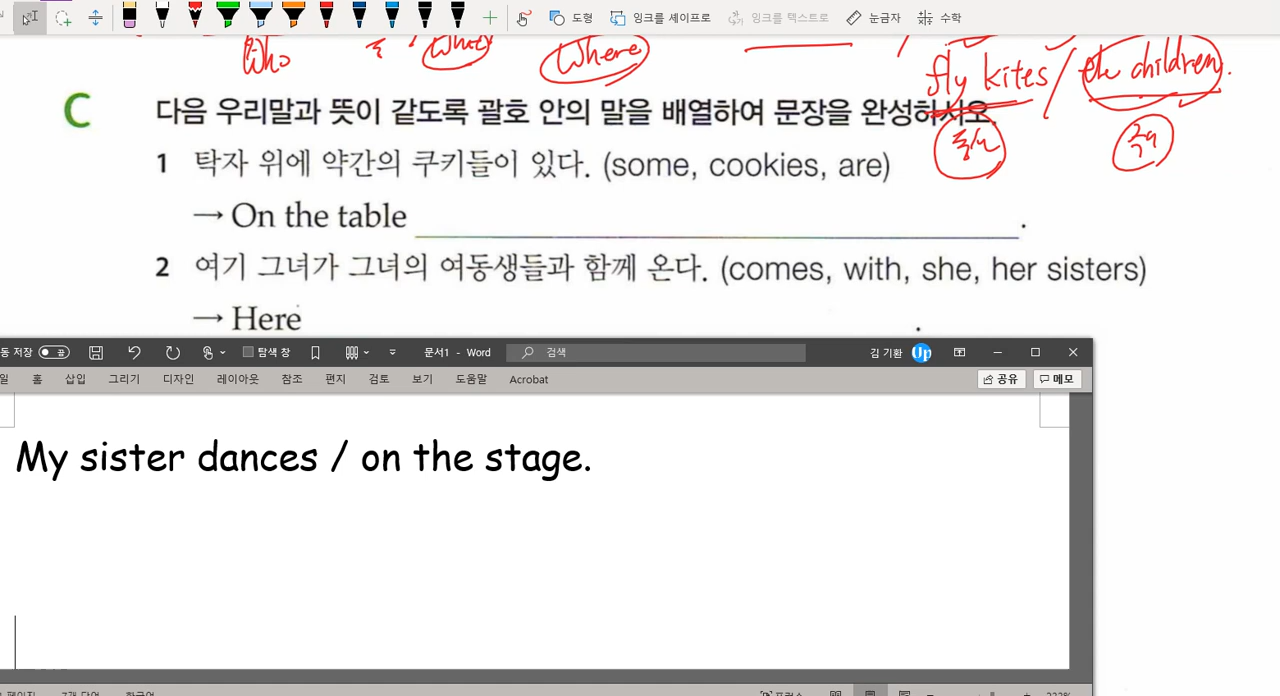 도형 잉크를 셰이프로 잉크를 텍스트로 눈금자 수학
Who What Where fly kites / the children.
C 다음 우리말과 뜻이 같도록 괄호 안의 말을 배열하여 문장을 완성하시오.
동사 주어
1 탁자 위에 약간의 쿠키들이 있다. (some, cookies, are)
→ On the table .
2 여기 그녀가 그녀의 여동생들과 함께 온다. (comes, with, she, her sisters)
→ Here .
동 저장 탐색 창 문서1 - Word 검색 김 기환 Up
일 홈 삽입 그리기 디자인 레이아웃 참조 편지 검토 보기 도움말 Acrobat 공유 메모
My sister dances / on the stage.